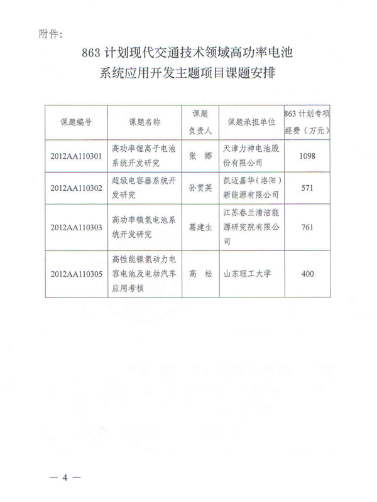 附件：
863 计划现代交通技术领域高功率电池
系统应用开发主题项目课题安排
课题编号 课题名称 课题负责人 课题承担单位 863 计划专项经费（万元）
2012AA110301 高功率锂离子电池系统开发研究 张 娜 天津力神电池股份有限公司 1098
2012AA110302 超级电容器系统开发研究 孙贾英 凯迈嘉华（洛阳）新能源有限公司 571
2012AA110303 高功率镍氢电池系统开发研究 葛建生 江苏春兰清洁能源研究院有限公司 761
2012AA110305 高性能镍氢动力电容电池及电动汽车应用考核 高 松 山东理工大学 400
— 4 —